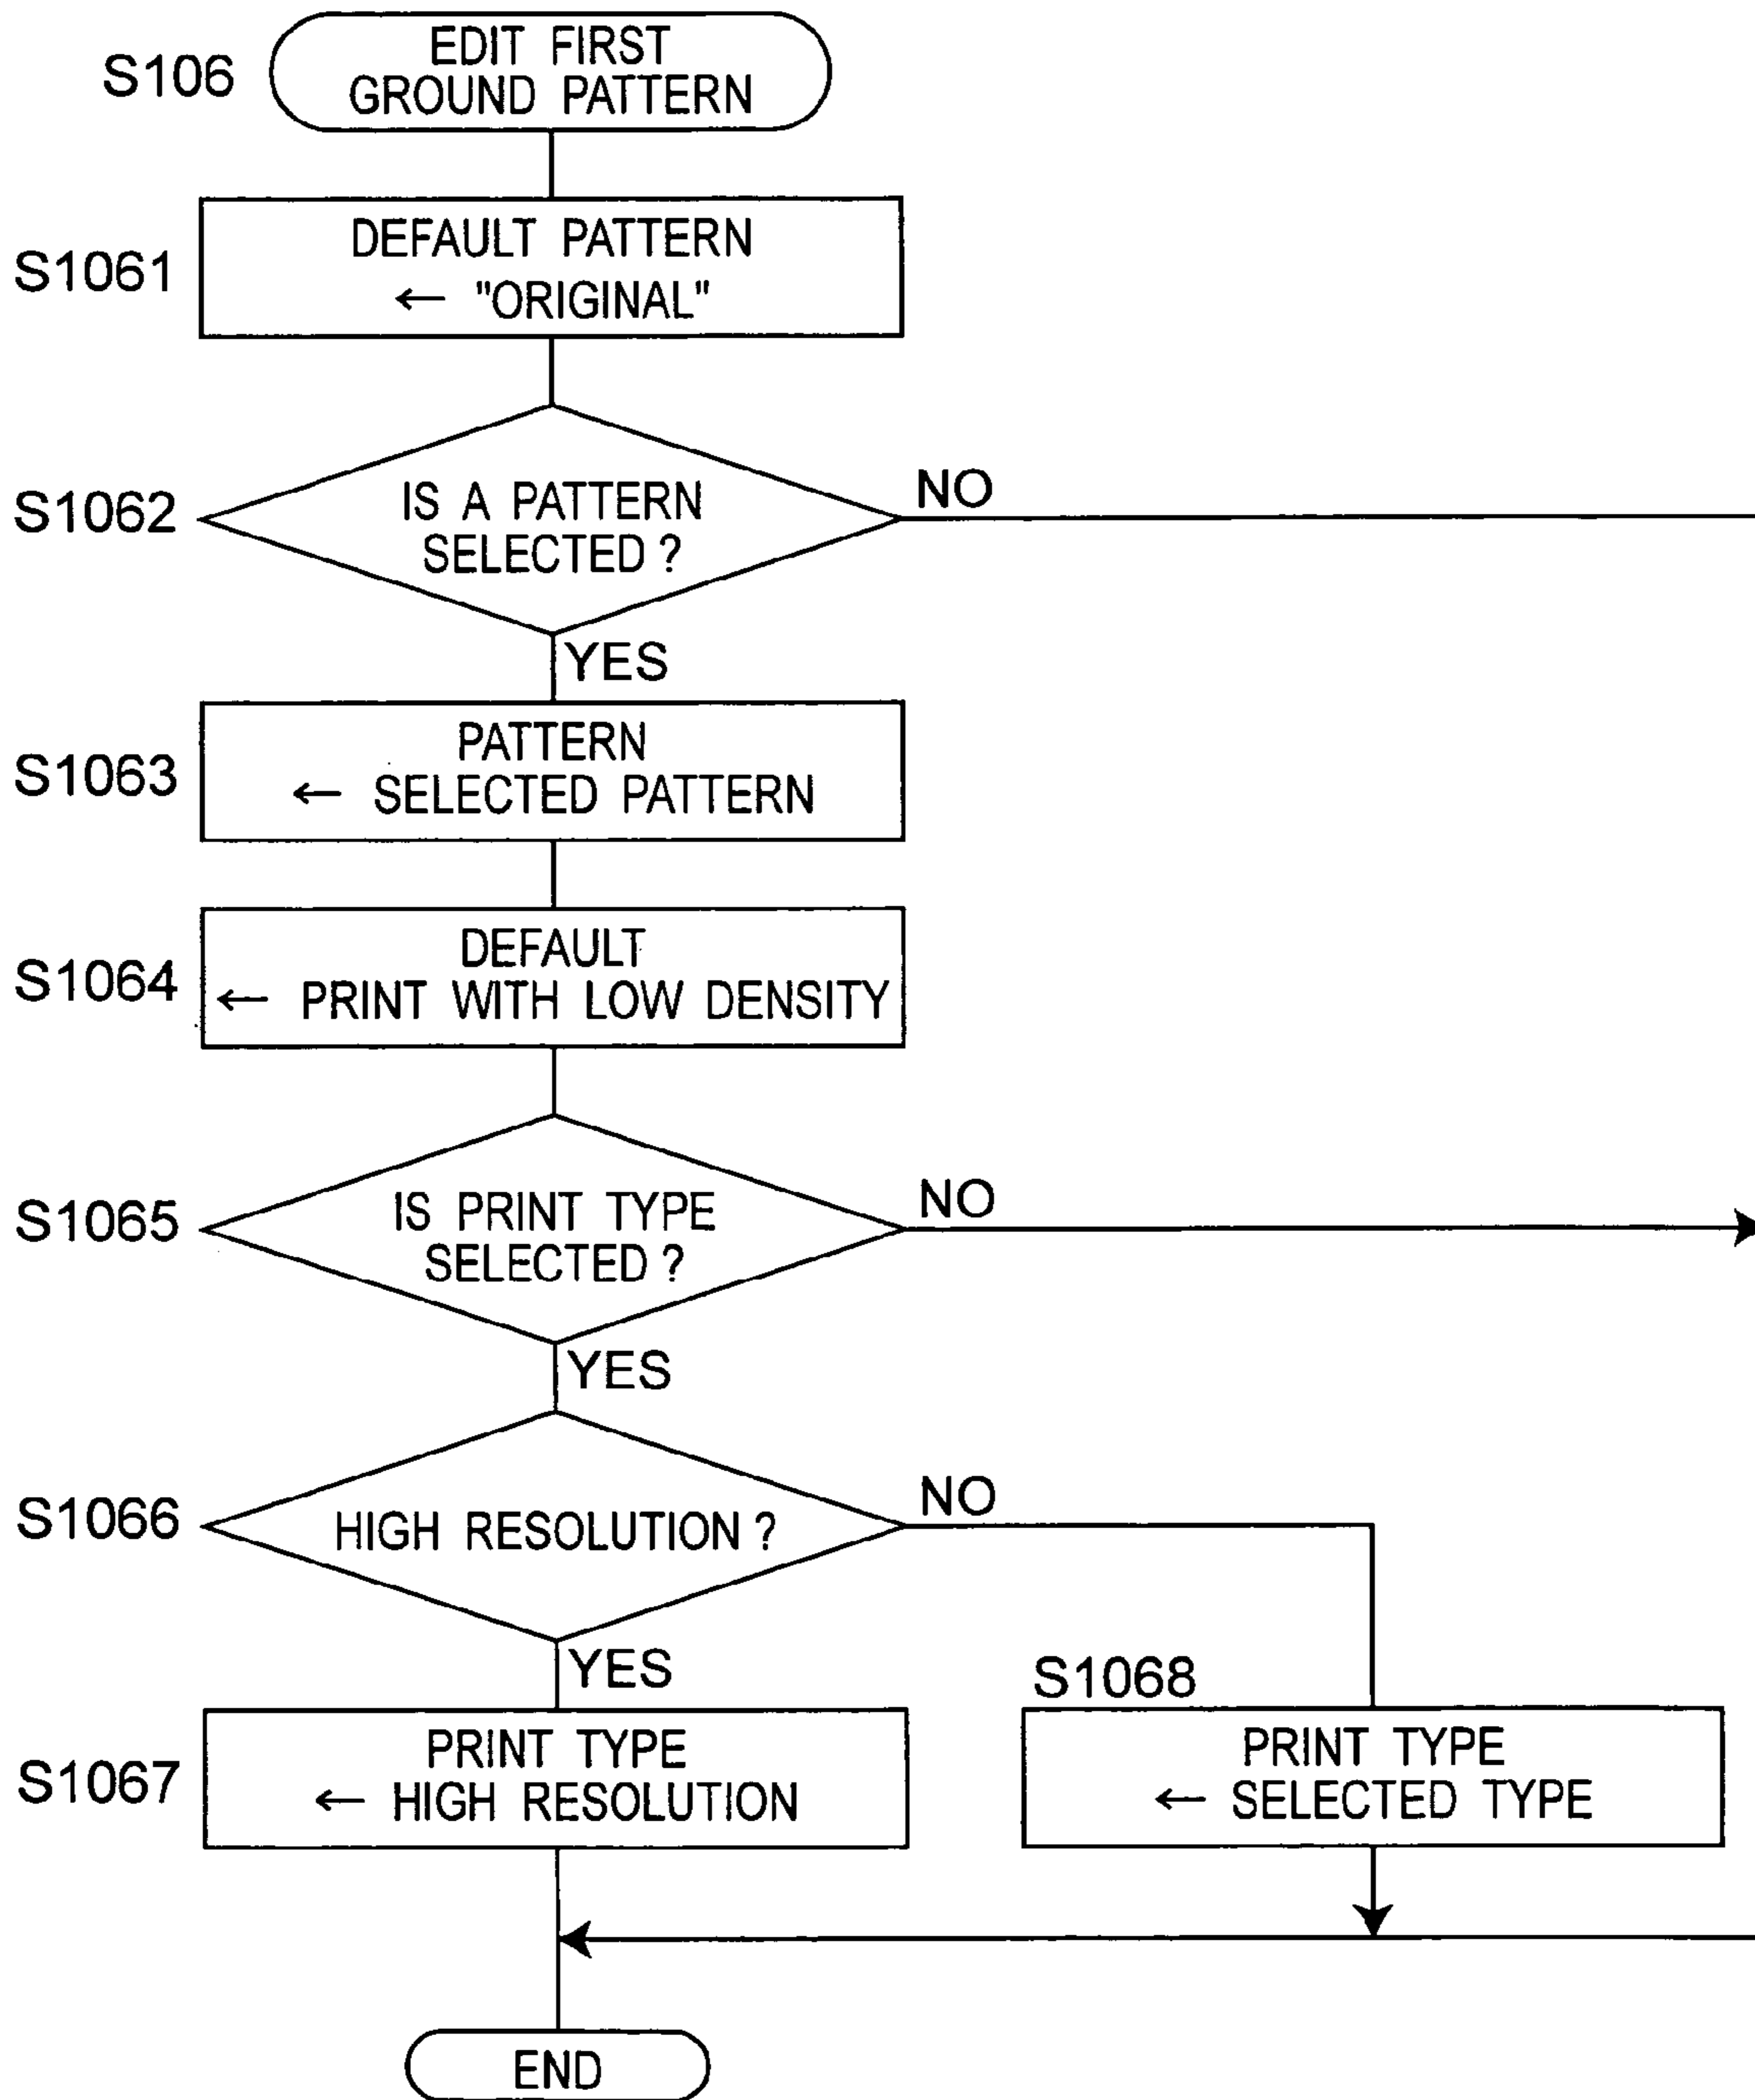 S106
EDIT FIRST
GROUND PATTERN
S1061
DEFAULT PATTERN
← "ORIGINAL"
S1062
IS A PATTERN
SELECTED ?
NO
YES
S1063
PATTERN
← SELECTED PATTERN
S1064
DEFAULT
← PRINT WITH LOW DENSITY
S1065
IS PRINT TYPE
SELECTED ?
NO
YES
S1066
HIGH RESOLUTION ?
NO
YES
S1067
PRINT TYPE
← HIGH RESOLUTION
S1068
PRINT TYPE
← SELECTED TYPE
END